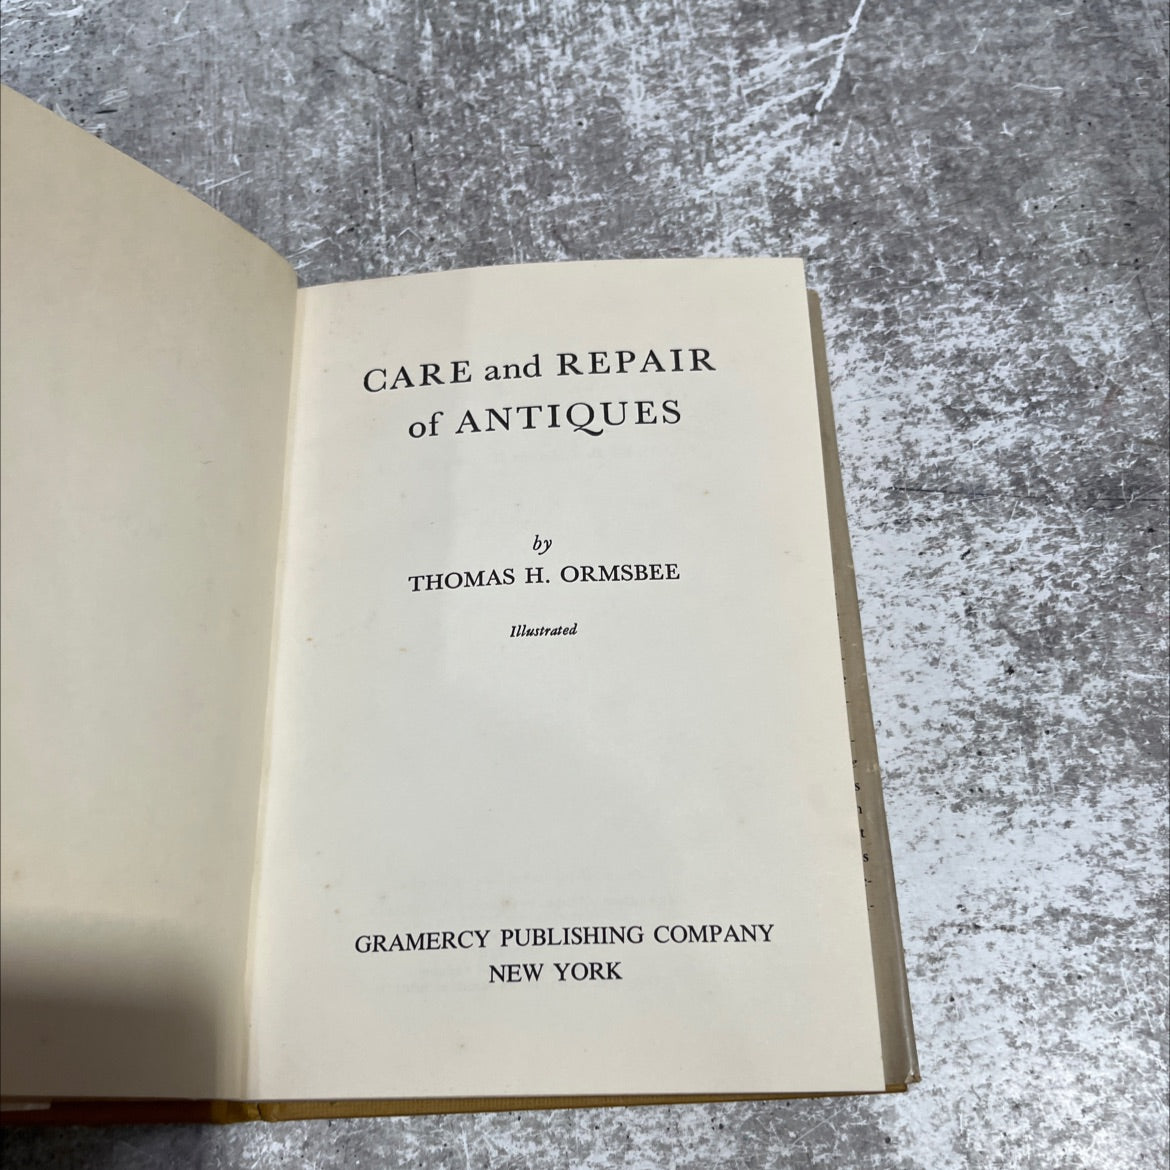 CARE and REPAIR
of ANTIQUES
by
THOMAS H. ORMSBEE
Illustrated
GRAMERCY PUBLISHING COMPANY
NEW YORK